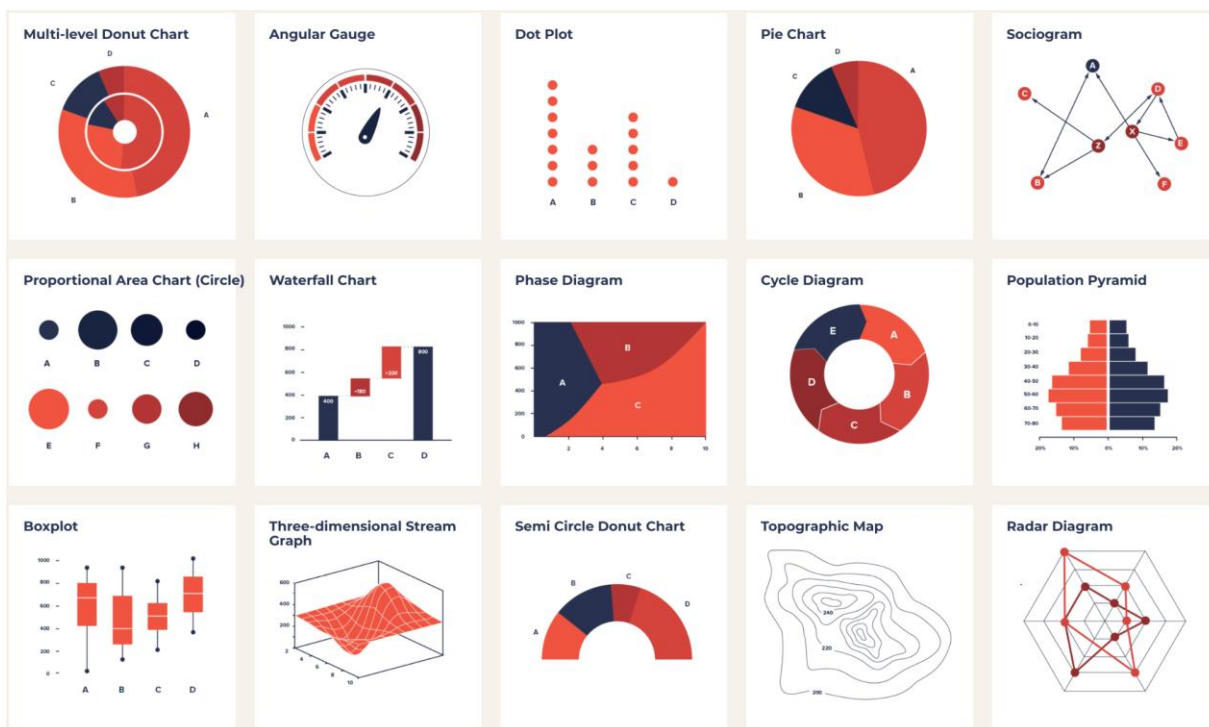 Multi-level Donut Chart
D
C
A
B
Angular Gauge
Dot Plot
A B C D
Pie Chart
D
C
A
B
Sociogram
A
C
D
X
Z
E
B
F
Proportional Area Chart (Circle)
A B C D
E F G H
Waterfall Chart
1000
800
600
400
200
0
400
800
A B C D
Phase Diagram
1000
800
600
400
200
0
A
B
C
2 4 6 8 10
Cycle Diagram
E
A
D
B
C
Population Pyramid
0-10
10-20
20-30
30-40
40-50
50-60
60-70
70-80
20% 10% 0% 10% 20%
Boxplot
1000
800
600
400
200
0
A B C D
Three-dimensional Stream
Graph
600
400
200
2
4
6
8
10
Semi Circle Donut Chart
B
C
A
D
Topographic Map
240
220
200
Radar Diagram